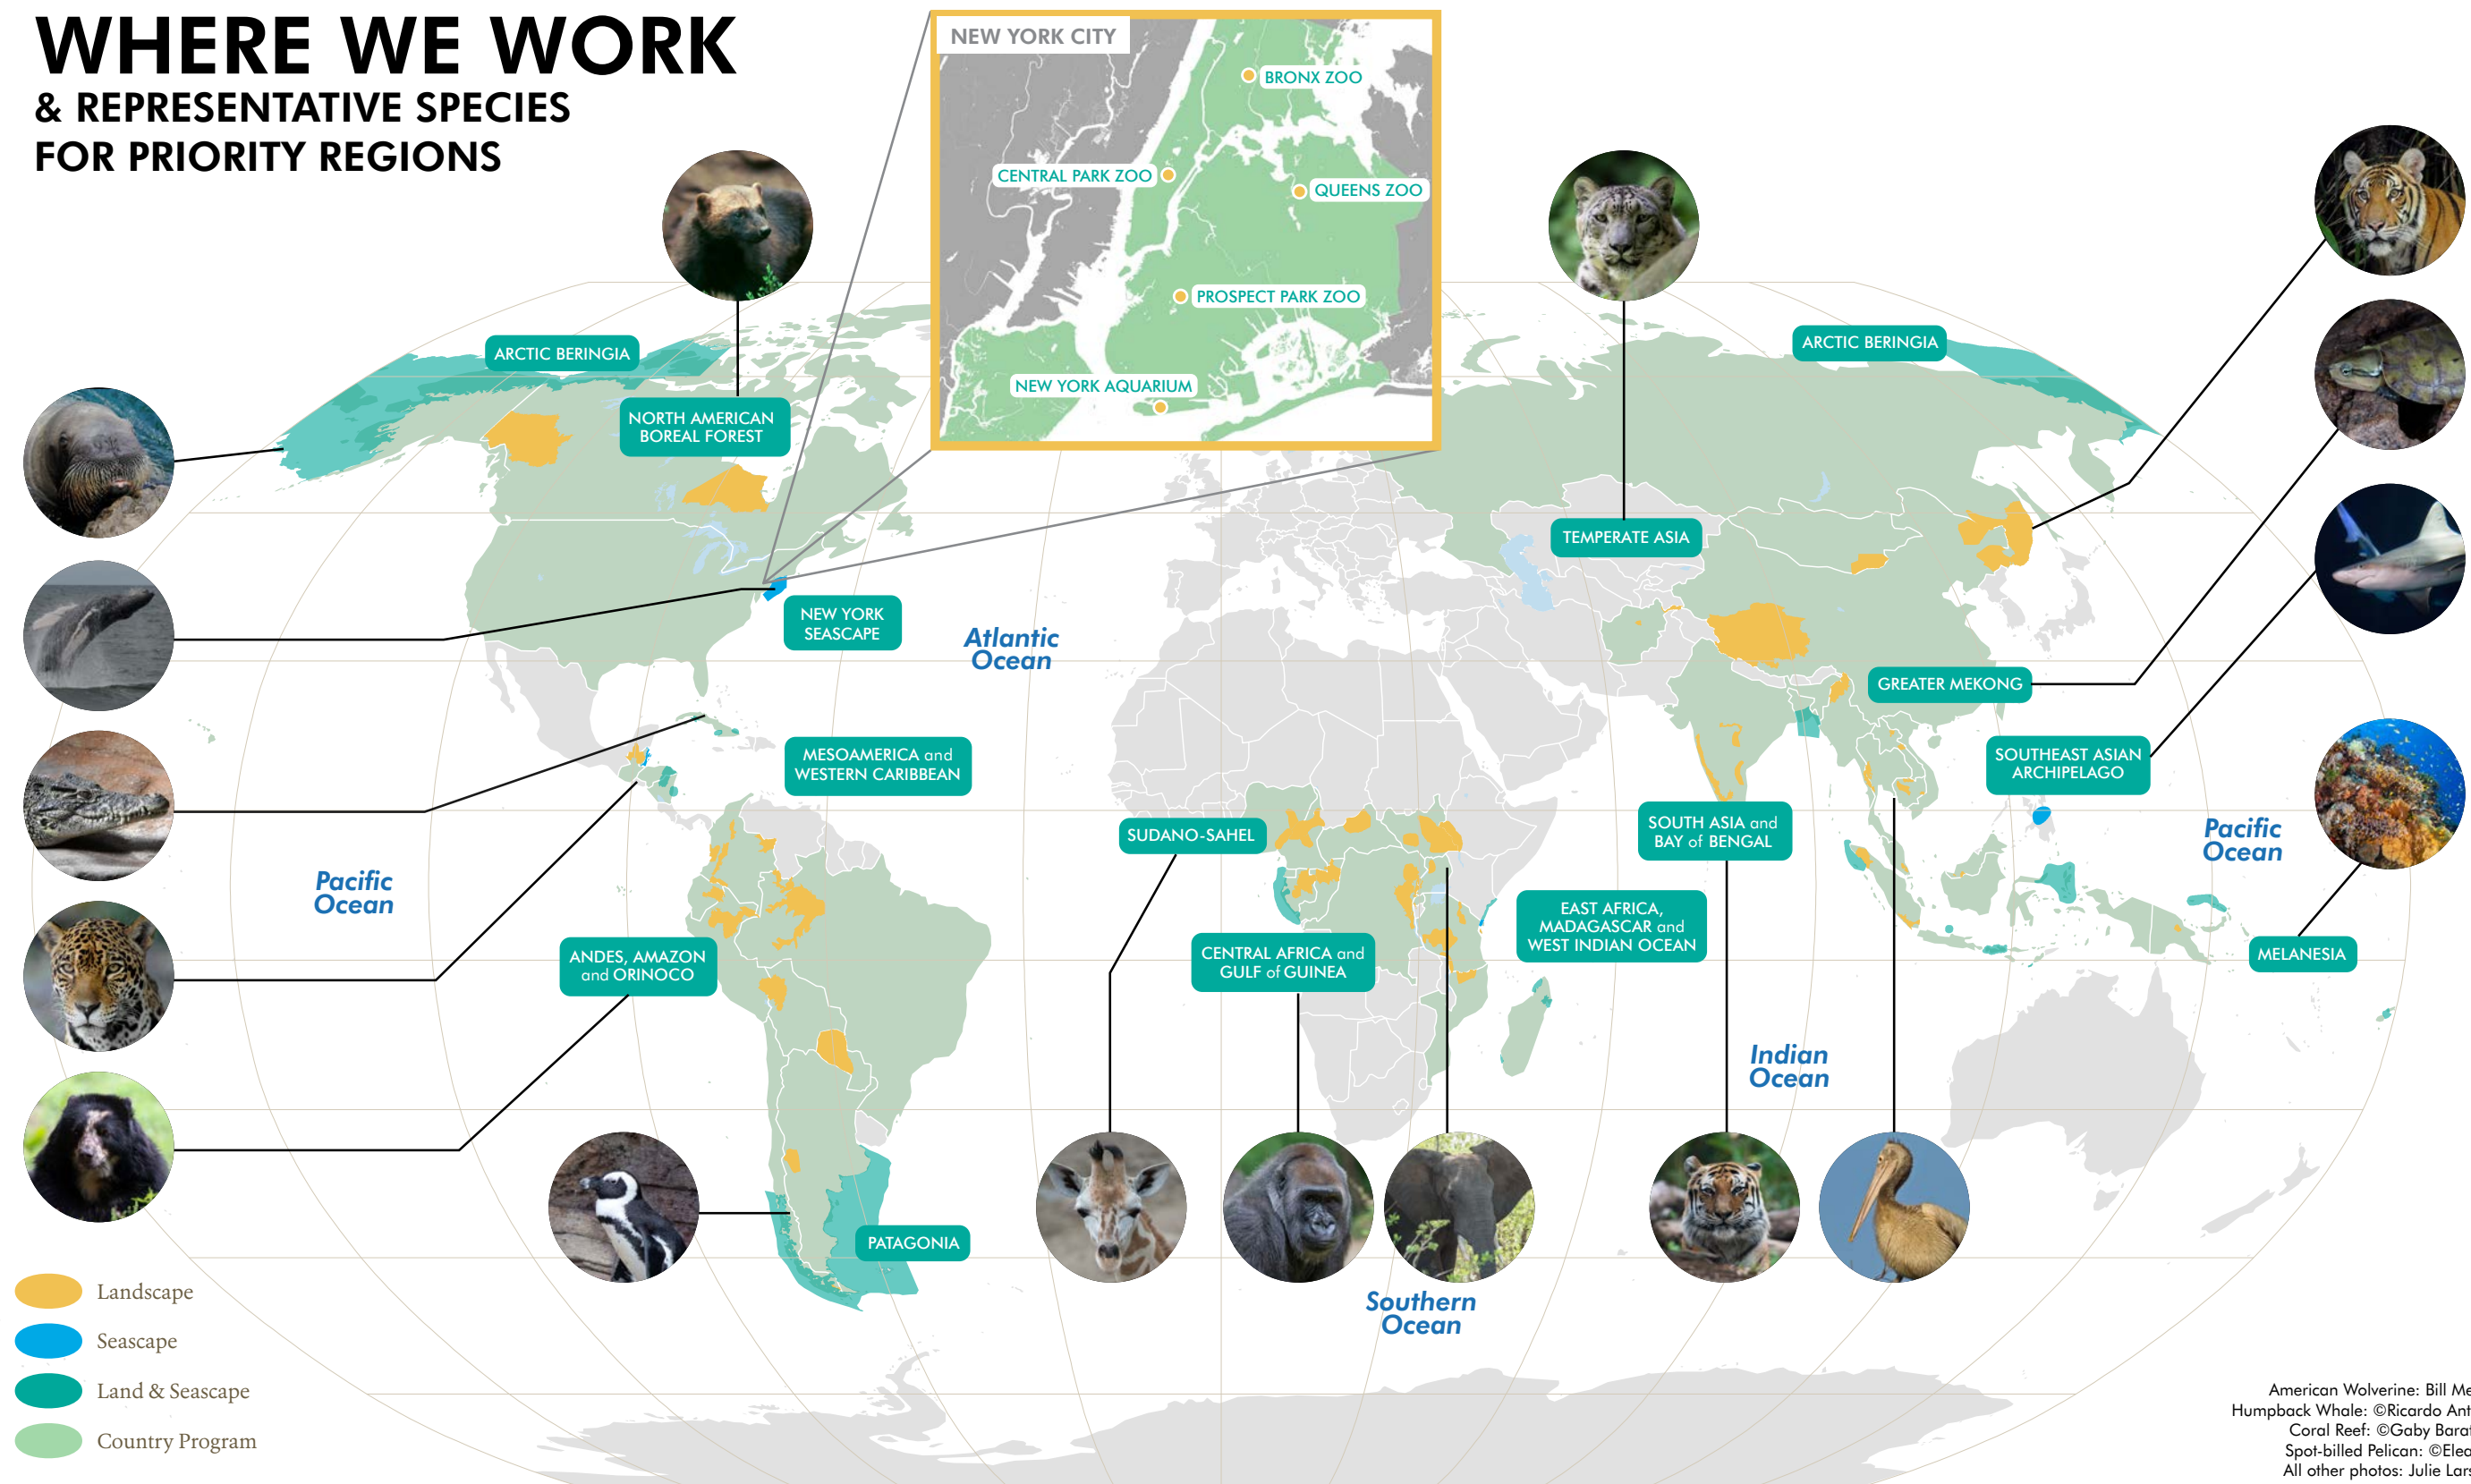 WHERE WE WORK
& REPRESENTATIVE SPECIES
FOR PRIORITY REGIONS
NEW YORK CITY
BRONX ZOO
CENTRAL PARK ZOO
QUEENS ZOO
PROSPECT PARK ZOO
NEW YORK AQUARIUM
ARCTIC BERINGIA
ARCTIC BERINGIA
NORTH AMERICAN
BOREAL FOREST
TEMPERATE ASIA
NEW YORK
SEASCAPE
Atlantic
Ocean
GREATER MEKONG
MESOAMERICA and
WESTERN CARIBBEAN
SOUTHEAST ASIAN
ARCHIPELAGO
SUDANO-SAHEL
SOUTH ASIA and
BAY of BENGAL
Pacific
Ocean
Pacific
Ocean
EAST AFRICA,
MADAGASCAR and
WEST INDIAN OCEAN
ANDES, AMAZON
and ORINOCO
CENTRAL AFRICA and
GULF of GUINEA
MELANESIA
Indian
Ocean
PATAGONIA
Southern
Ocean
Landscape
Seascape
Land & Seascape
Country Program
American Wolverine: Bill
Humpback Whale: ©Ricardo
Coral Reef: ©Gaby
Spot-billed Pelican:
All other photos: Julie